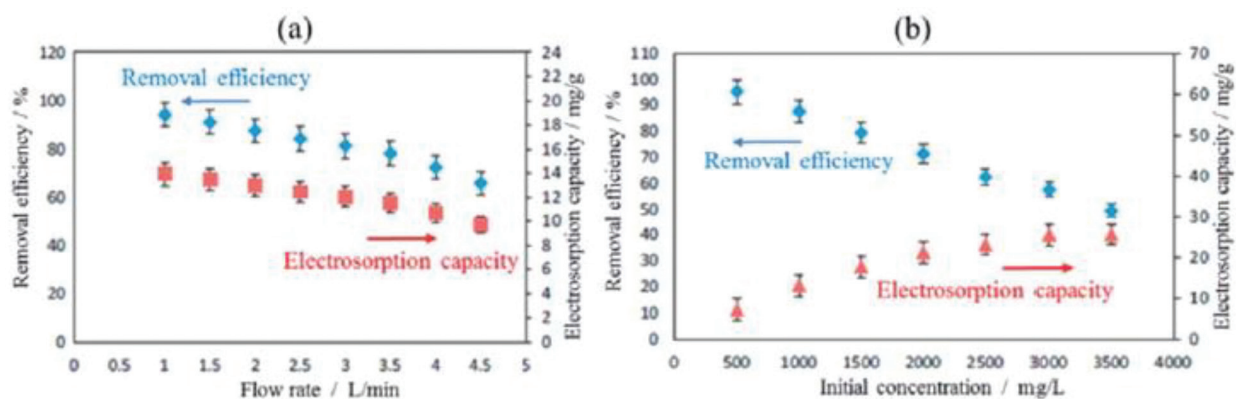 (a)
120
100
80
60
40
20
0
Removal efficiency / %
Removal efficiency
Electrosorption capacity
24
22
20
18
16
14
12
10
8
6
4
2
0
Electrosorption capacity / mg/g
0 0.5 1 1.5 2 2.5 3 3.5 4 4.5 5
Flow rate / L/min
(b)
110
100
90
80
70
60
50
40
30
20
10
0
Removal efficiency / %
Removal efficiency
Electrosorption capacity
70
60
50
40
30
20
10
0
Electrosorption capacity / mg/g
0 500 1000 1500 2000 2500 3000 3500 4000
Initial concentration / mg/L